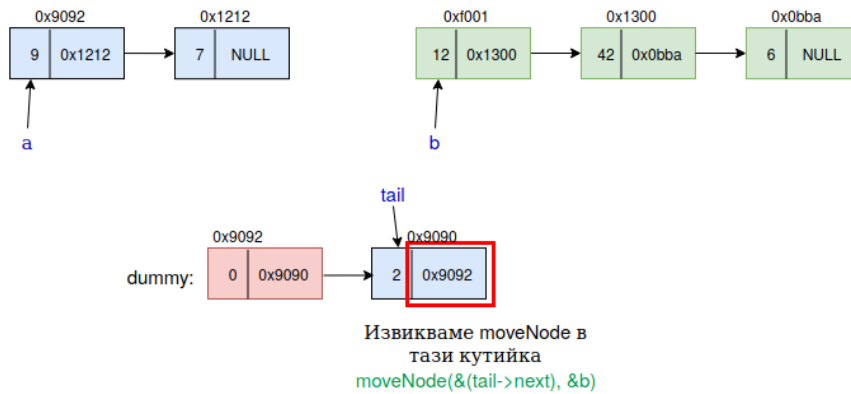 0x9092 0x1212 0xf001 0x1300 0x0bba
9 0x1212 7 NULL 12 0x1300 42 0x0bba 6 NULL
a b
tail
0x9092 0x9090
dummy: 0 0x9090 2 0x9092
Извикваме moveNode в
тази кутийка
moveNode(&(tail->next), &b)